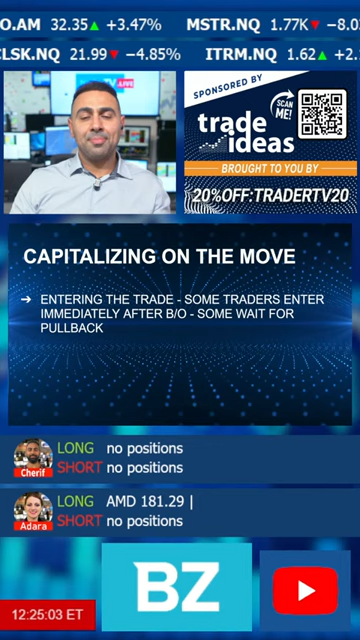 O.AM 32.35▲ +3.47% MSTR.NQ 1.77K▼ −8.0
CLSK.NQ 21.99▼ −4.85% ITRM.NQ 1.62▲ +2.
LIVE
SPONSORED BY
SCAN
ME!
trade
ideas
BROUGHT TO YOU BY
20%OFF:TRADERTV20
CAPITALIZING ON THE MOVE
➔ ENTERING THE TRADE - SOME TRADERS ENTER
IMMEDIATELY AFTER B/O - SOME WAIT FOR
PULLBACK
LONG no positions
SHORT no positions
Cherif
LONG AMD 181.29 |
SHORT no positions
Adara
BZ
12:25:03 ET